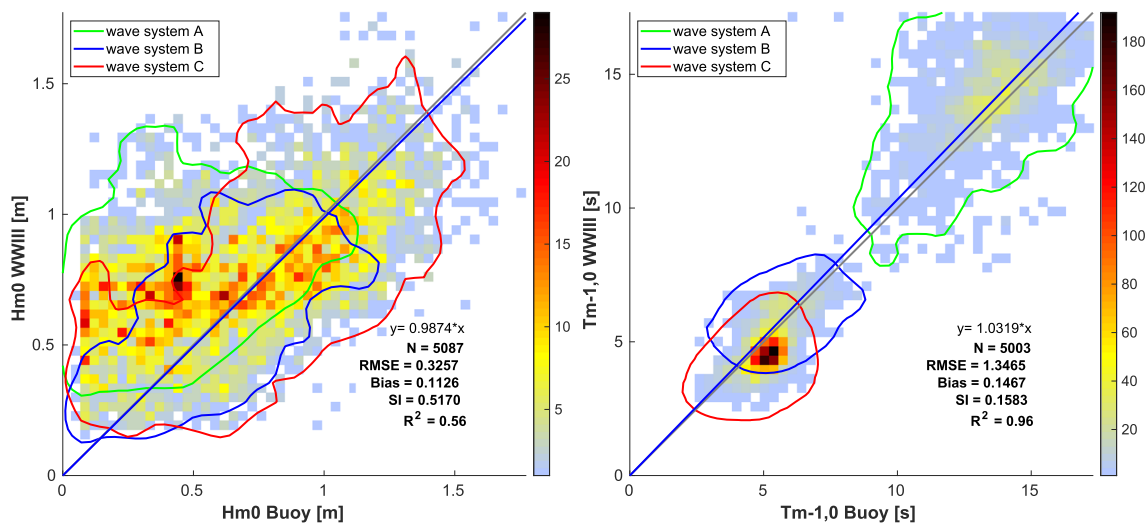 wave system A
wave system B
wave system C
1.5
1
0.5
0
0
0.5
1
1.5
Hm0 WWIII [m]
Hm0 Buoy [m]
y= 0.9874*x
N = 5087
RMSE = 0.3257
Bias = 0.1126
SI = 0.5170
R² = 0.56
25
20
15
10
5
wave system A
wave system B
wave system C
15
10
5
0
0
5
10
15
Tm-1,0 WWIII [s]
Tm-1,0 Buoy [s]
y= 1.0319*x
N = 5003
RMSE = 1.3465
Bias = 0.1467
SI = 0.1583
R² = 0.96
180
160
140
120
100
80
60
40
20